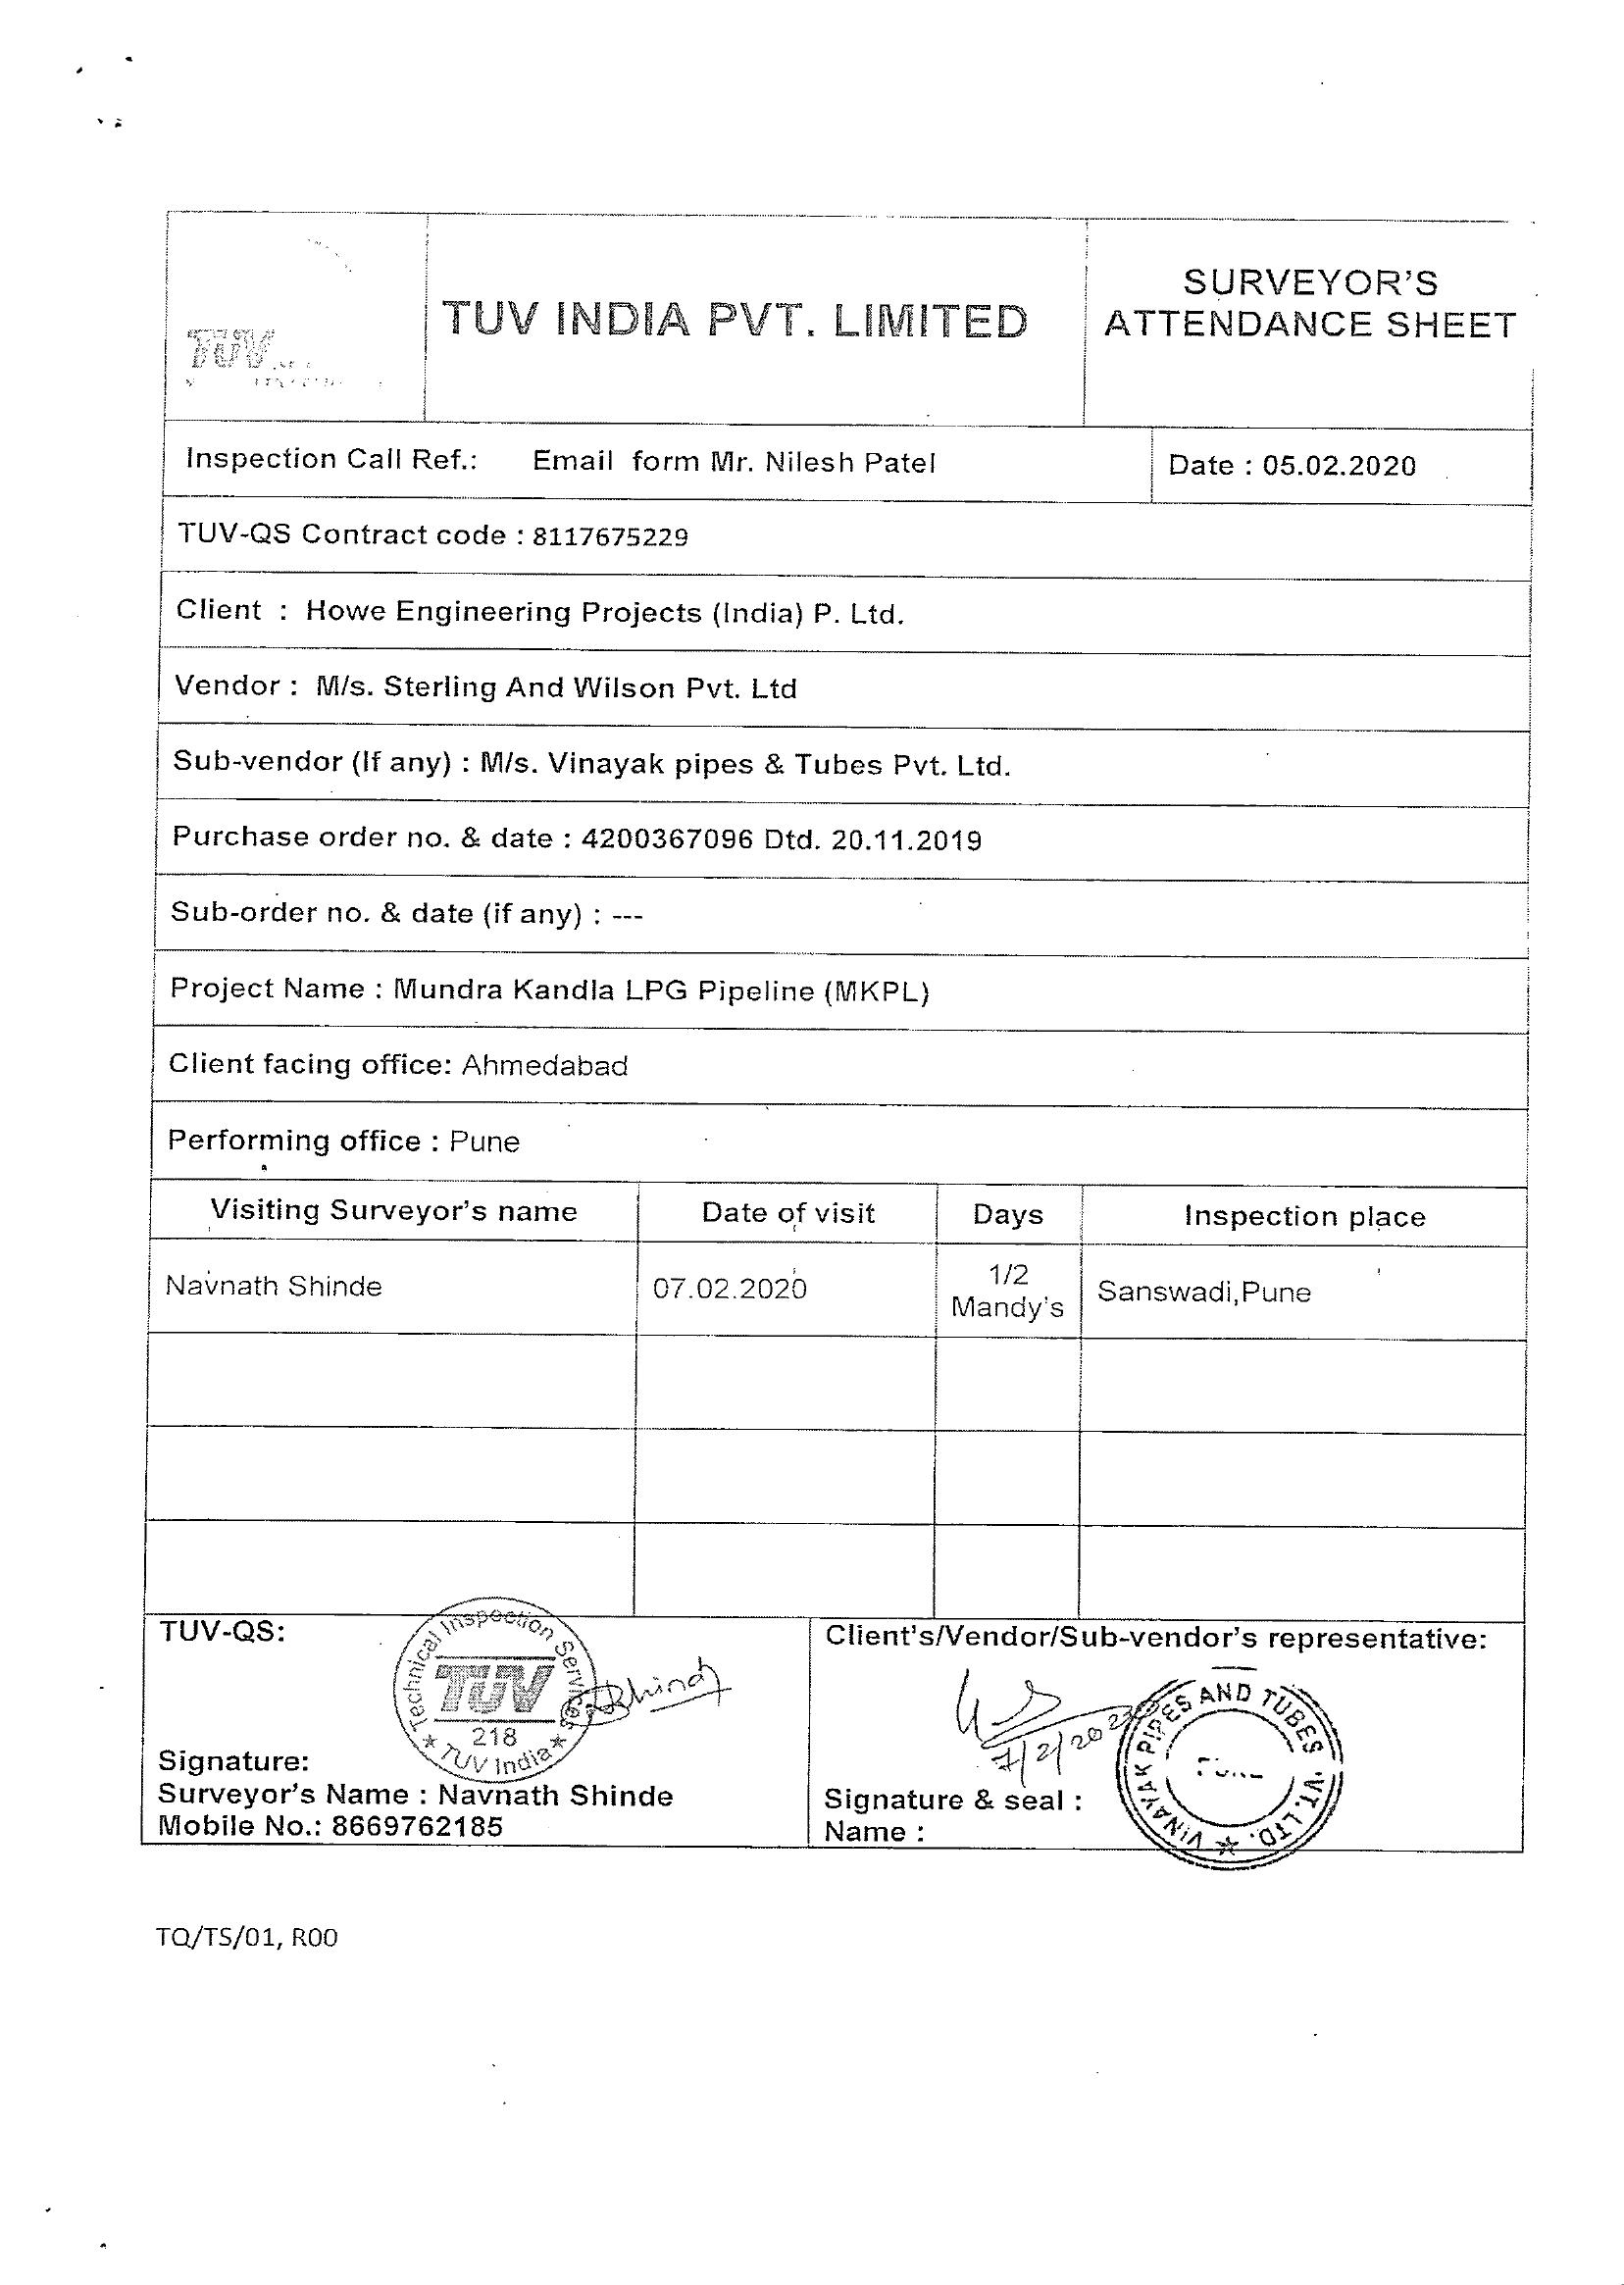 TUV
TUV INDIA PVT. LIMITED
SURVEYOR'S
ATTENDANCE SHEET
Inspection Call Ref.: Email form Mr. Nilesh Patel
Date : 05.02.2020
TUV-QS Contract code : 8117675229
Client : Howe Engineering Projects (India) P. Ltd.
Vendor : M/s. Sterling And Wilson Pvt. Ltd
Sub-vendor (If any) : M/s. Vinayak pipes & Tubes Pvt. Ltd.
Purchase order no. & date : 4200367096 Dtd. 20.11.2019
Sub-order no. & date (if any) : ---
Project Name : Mundra Kandla LPG Pipeline (MKPL)
Client facing office: Ahmedabad
Performing office : Pune
Visiting Surveyor's name Date of visit Days Inspection place
Navnath Shinde 07.02.2020 1/2 Mandy's Sanswadi,Pune
TUV-QS:
Technical Inspection Services
TUV
218
TUV India
Shinde
Signature:
Surveyor's Name : Navnath Shinde
Mobile No.: 8669762185
Client's/Vendor/Sub-vendor's representative:
7/2/2020
VINAYAK PIPES AND TUBES VT. LTD.
Signature & seal :
Name :
TQ/TS/01, R00